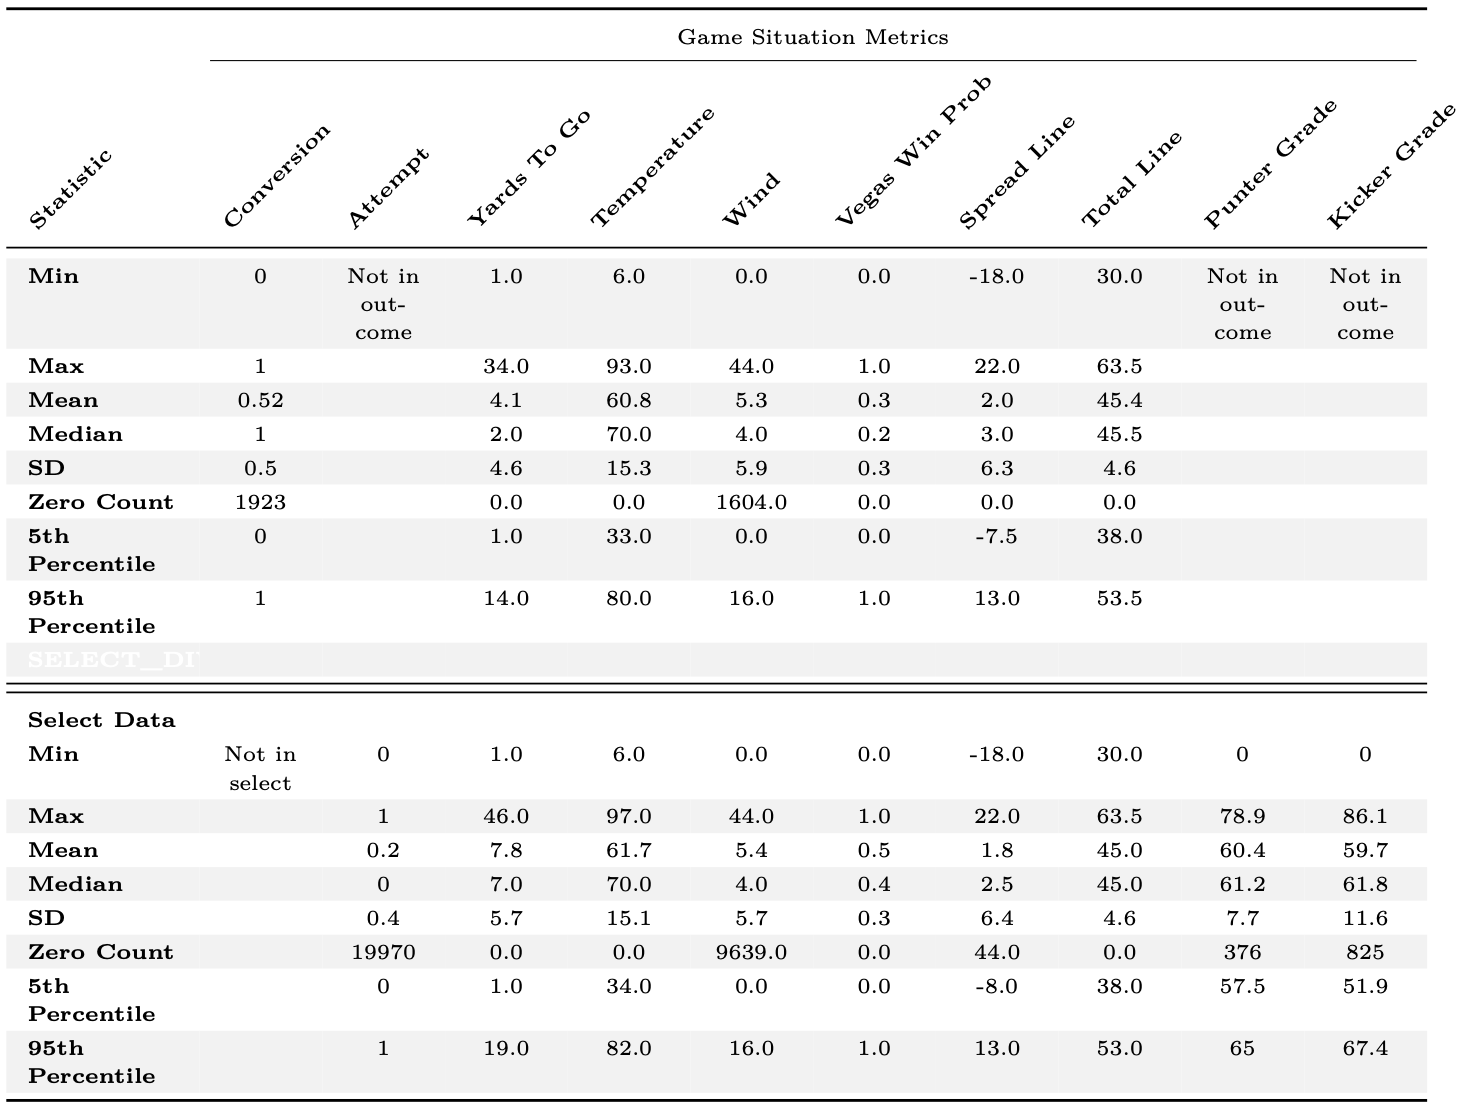 Game Situation Metrics
Statistic Conversion Attempt Yards To Go Temperature Wind Vegas Win Prob Spread Line Total Line Punter Grade Kicker Grade
Min 0 Not in 1.0 6.0 0.0 0.0 -18.0 30.0 Not in Not in
out- out- out-
come come come
Max 1 34.0 93.0 44.0 1.0 22.0 63.5
Mean 0.52 4.1 60.8 5.3 0.3 2.0 45.4
Median 1 2.0 70.0 4.0 0.2 3.0 45.5
SD 0.5 4.6 15.3 5.9 0.3 6.3 4.6
Zero Count 1923 0.0 0.0 1604.0 0.0 0.0 0.0
5th 0 1.0 33.0 0.0 0.0 -7.5 38.0
Percentile
95th 1 14.0 80.0 16.0 1.0 13.0 53.5
Percentile
SELECT_DI
Select Data
Min Not in 0 1.0 6.0 0.0 0.0 -18.0 30.0 0 0
select
Max 1 46.0 97.0 44.0 1.0 22.0 63.5 78.9 86.1
Mean 0.2 7.8 61.7 5.4 0.5 1.8 45.0 60.4 59.7
Median 0 7.0 70.0 4.0 0.4 2.5 45.0 61.2 61.8
SD 0.4 5.7 15.1 5.7 0.3 6.4 4.6 7.7 11.6
Zero Count 19970 0.0 0.0 9639.0 0.0 44.0 0.0 376 825
5th 0 1.0 34.0 0.0 0.0 -8.0 38.0 57.5 51.9
Percentile
95th 1 19.0 82.0 16.0 1.0 13.0 53.0 65 67.4
Percentile